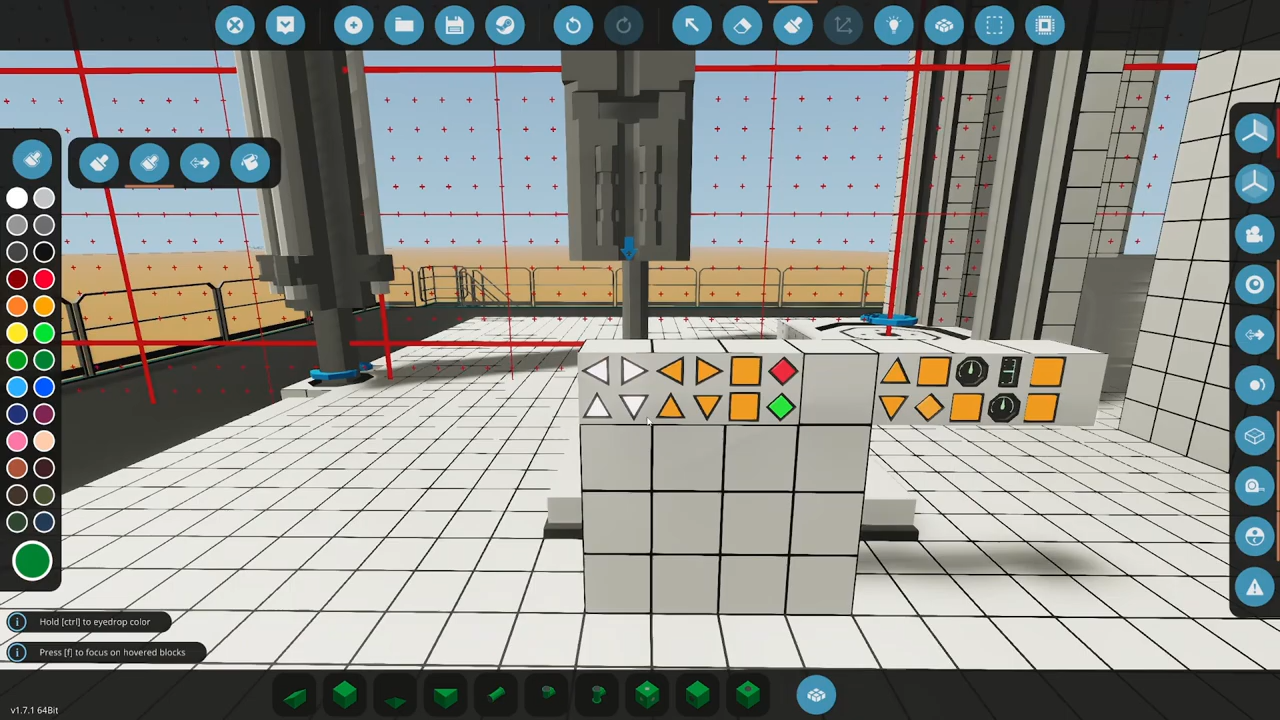 Hold [ctrl] to eyedrop color
Press [f] to focus on hovered blocks
v1.7.1 64Bit